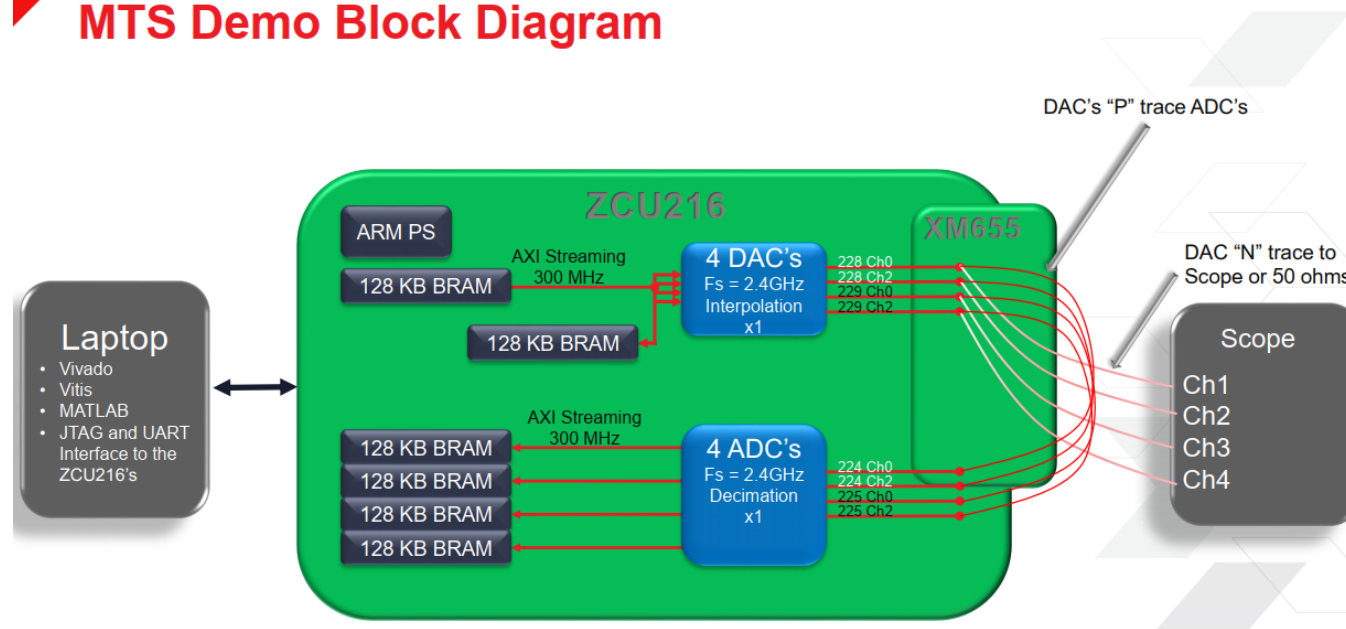 MTS Demo Block Diagram
DAC's “P” trace ADC's
ZCU216
XM655
ARM PS
AXI Streaming
300 MHz
128 KB BRAM
4 DAC's
Fs = 2.4GHz
Interpolation
x1
228 Ch0
228 Ch2
229 Ch0
229 Ch2
DAC “N” trace to
Scope or 50 ohms
128 KB BRAM
Laptop
• Vivado
• Vitis
• MATLAB
• JTAG and UART
Interface to the
ZCU216's
Scope
Ch1
Ch2
Ch3
Ch4
AXI Streaming
300 MHz
128 KB BRAM
128 KB BRAM
128 KB BRAM
128 KB BRAM
4 ADC's
Fs = 2.4GHz
Decimation
x1
224 Ch0
224 Ch2
225 Ch0
225 Ch2